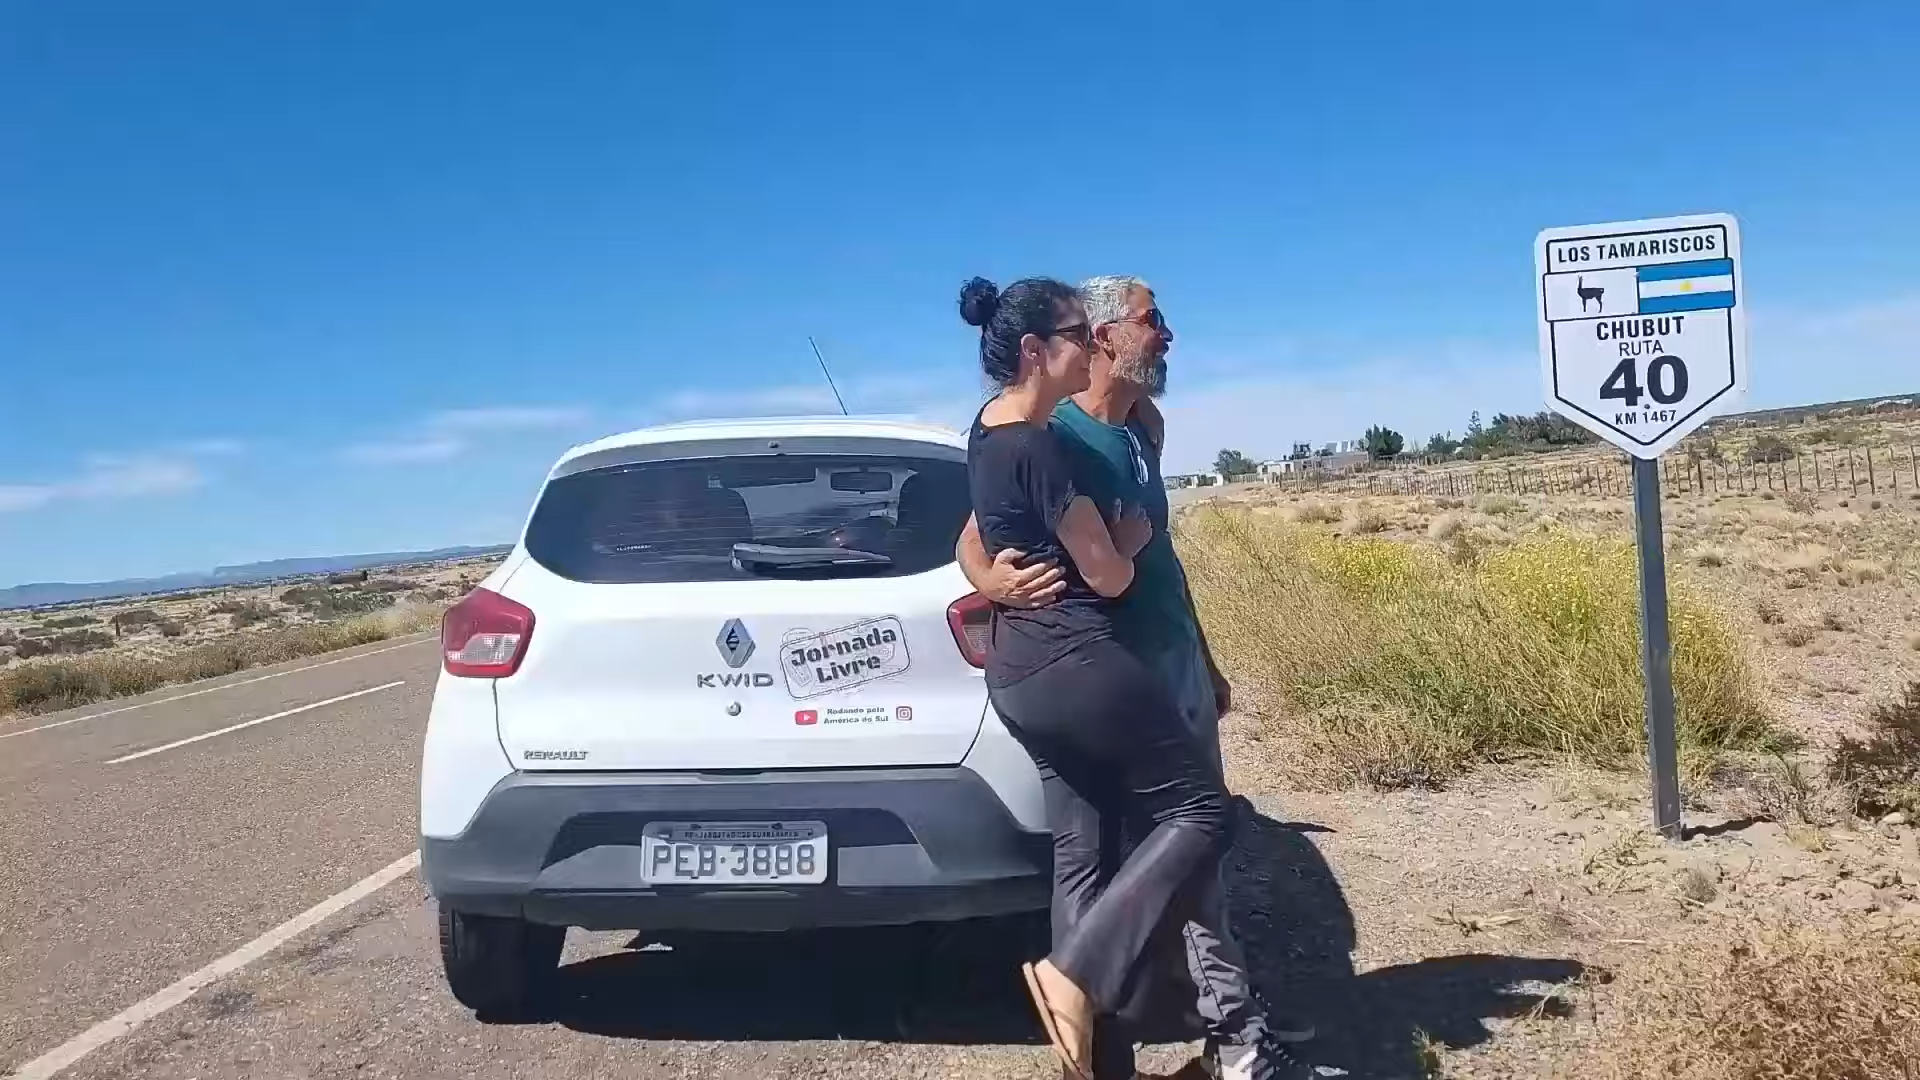 LOS TAMARISCOS
CHUBUT
RUTA
40
KM 1467
Jornada
Livre
KWID
Rodando pela
América do Sul
RENAULT
PEB·3888